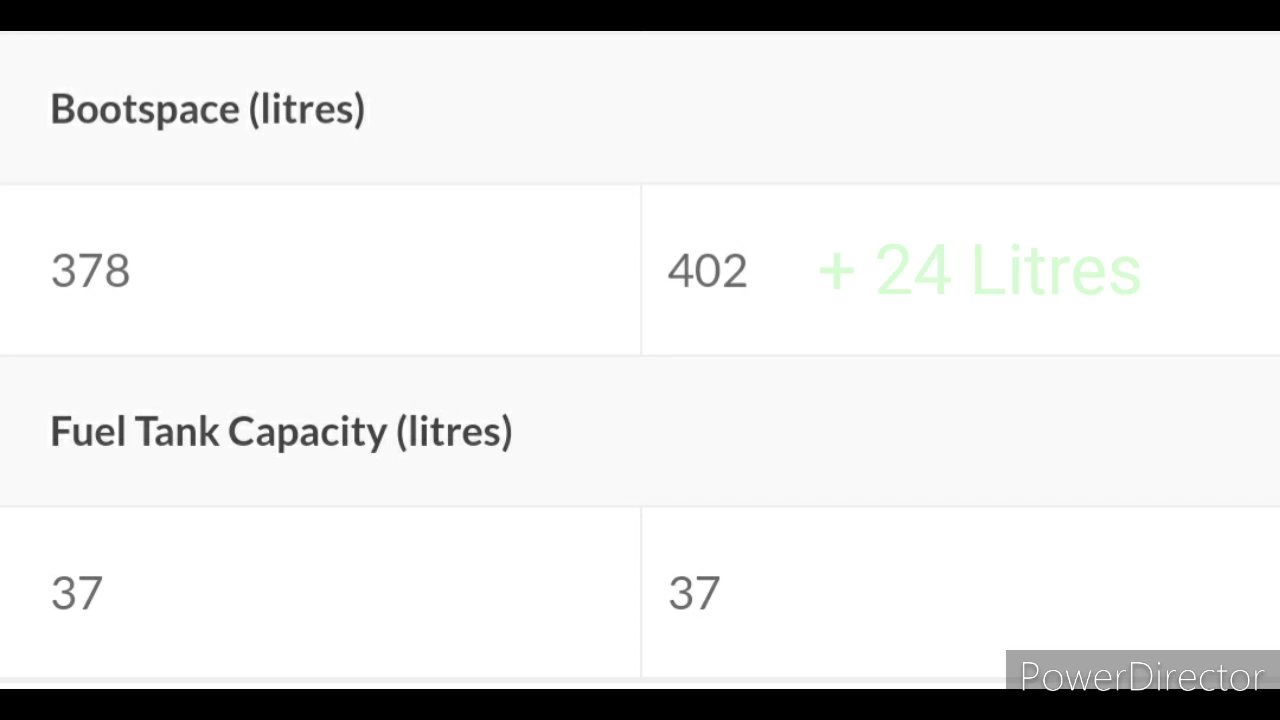 Bootspace (litres)
378 402 + 24 Litres
Fuel Tank Capacity (litres)
37 37
PowerDirector